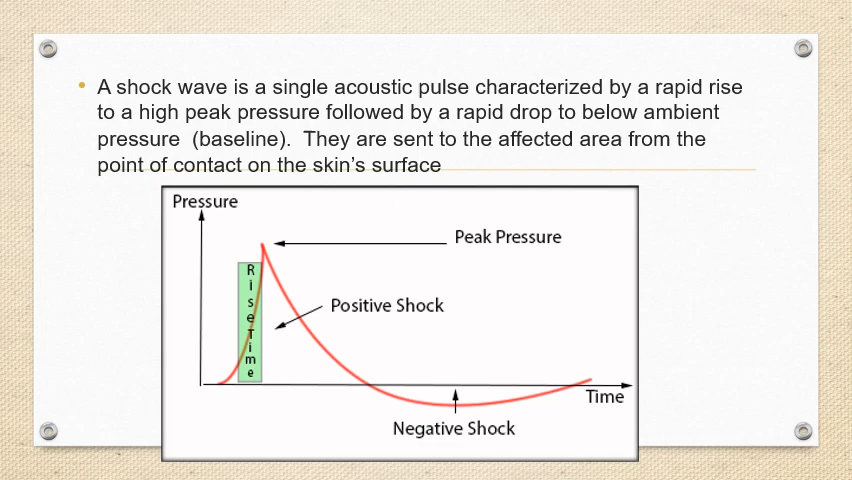 • A shock wave is a single acoustic pulse characterized by a rapid rise
to a high peak pressure followed by a rapid drop to below ambient
pressure  (baseline).  They are sent to the affected area from the
point of contact on the skin’s surface
Pressure
Peak Pressure
Rise Time
Positive Shock
Time
Negative Shock